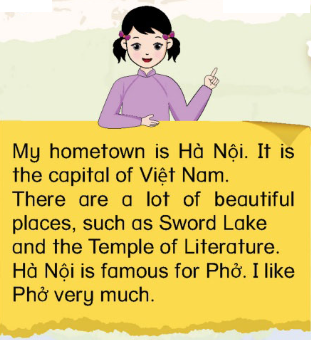 My hometown is Hà Nội. It is
the capital of Việt Nam.
There are a lot of beautiful
places, such as Sword Lake
and the Temple of Literature.
Hà Nội is famous for Phở. I like
Phở very much.